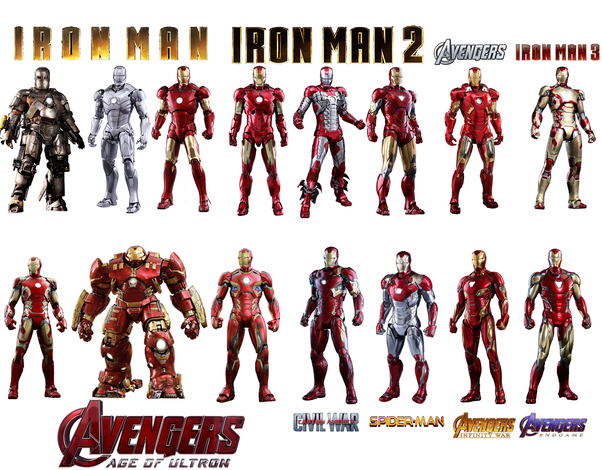 IRON MAN
IRON MAN 2
AVENGERS
IRON MAN 3
AVENGERS
AGE OF ULTRON
CIVIL WAR
SPIDER-MAN
AVENGERS
INFINITY WAR
AVENGERS
ENDGAME